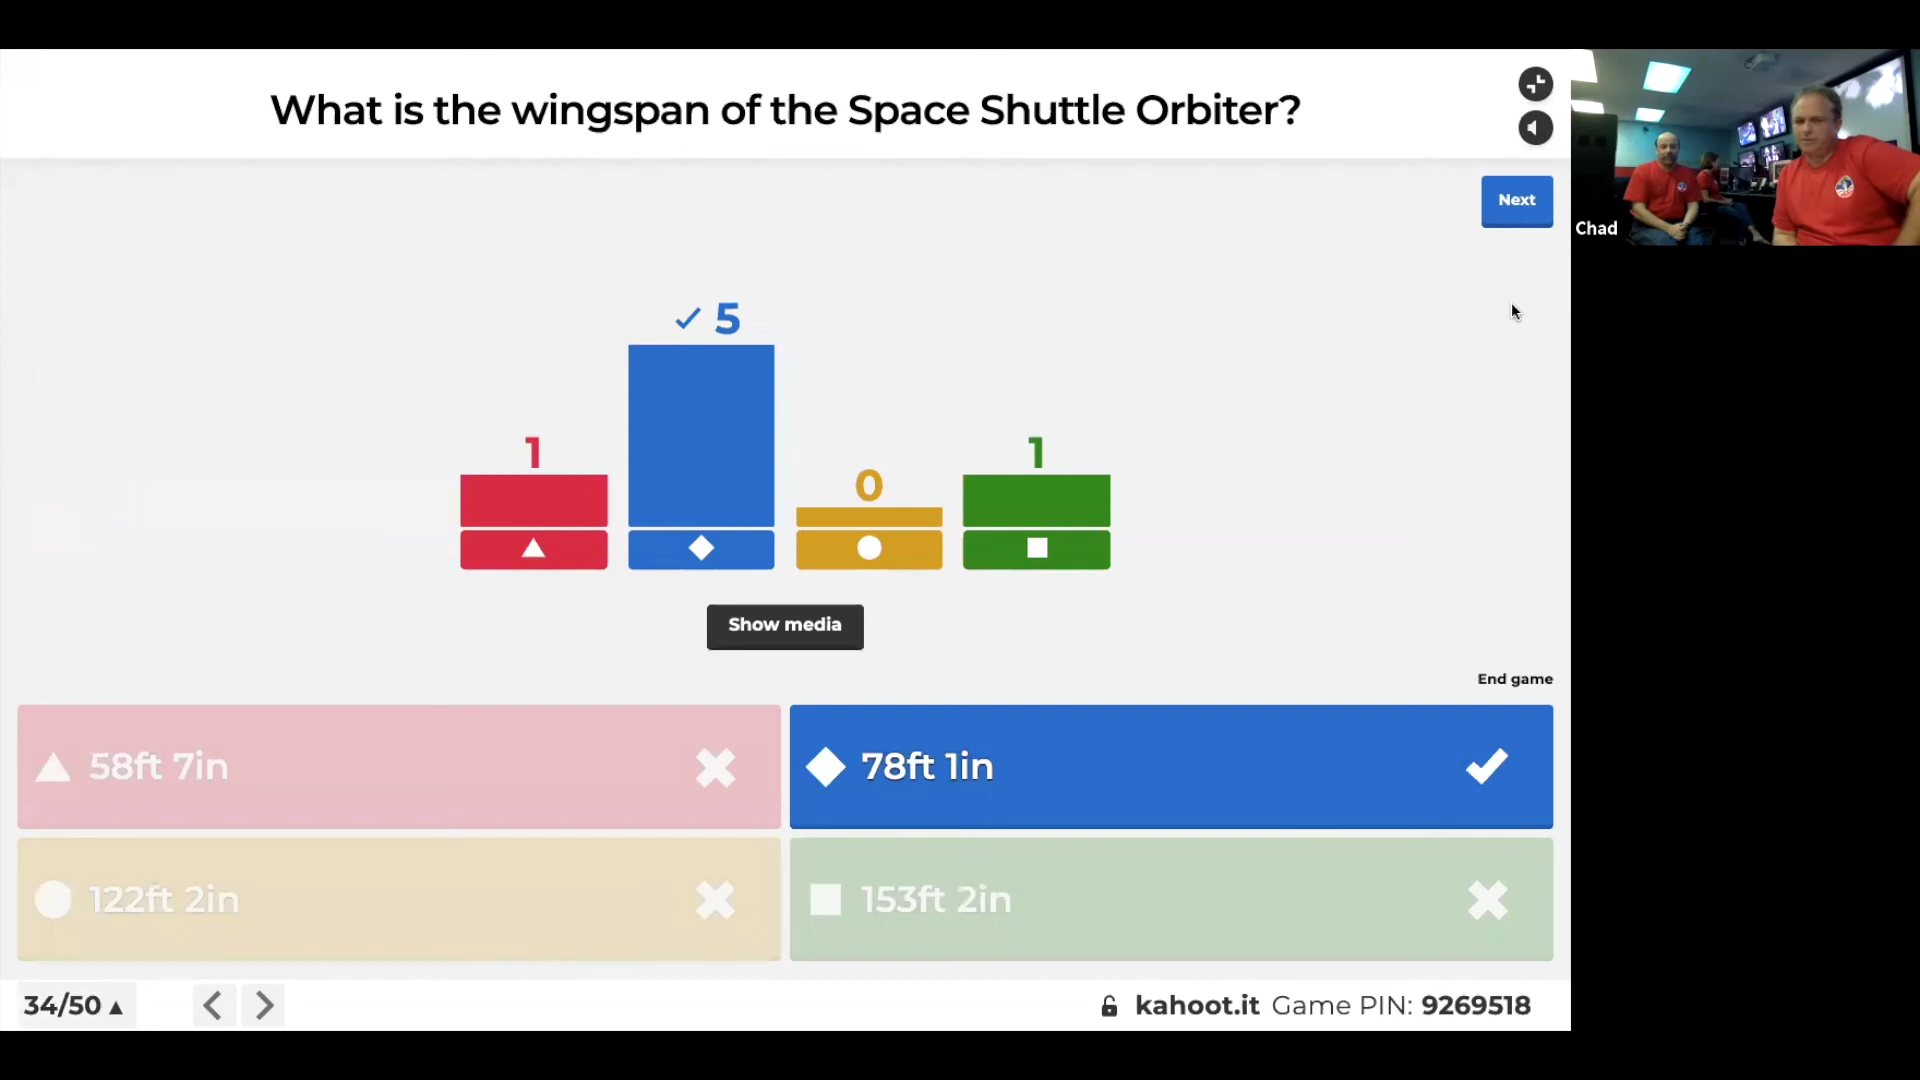 What is the wingspan of the Space Shuttle Orbiter?
Next
Chad
5
1
0
1
Show media
End game
58ft 7in
78ft 1in
122ft 2in
153ft 2in
34/50
kahoot.it Game PIN: 9269518